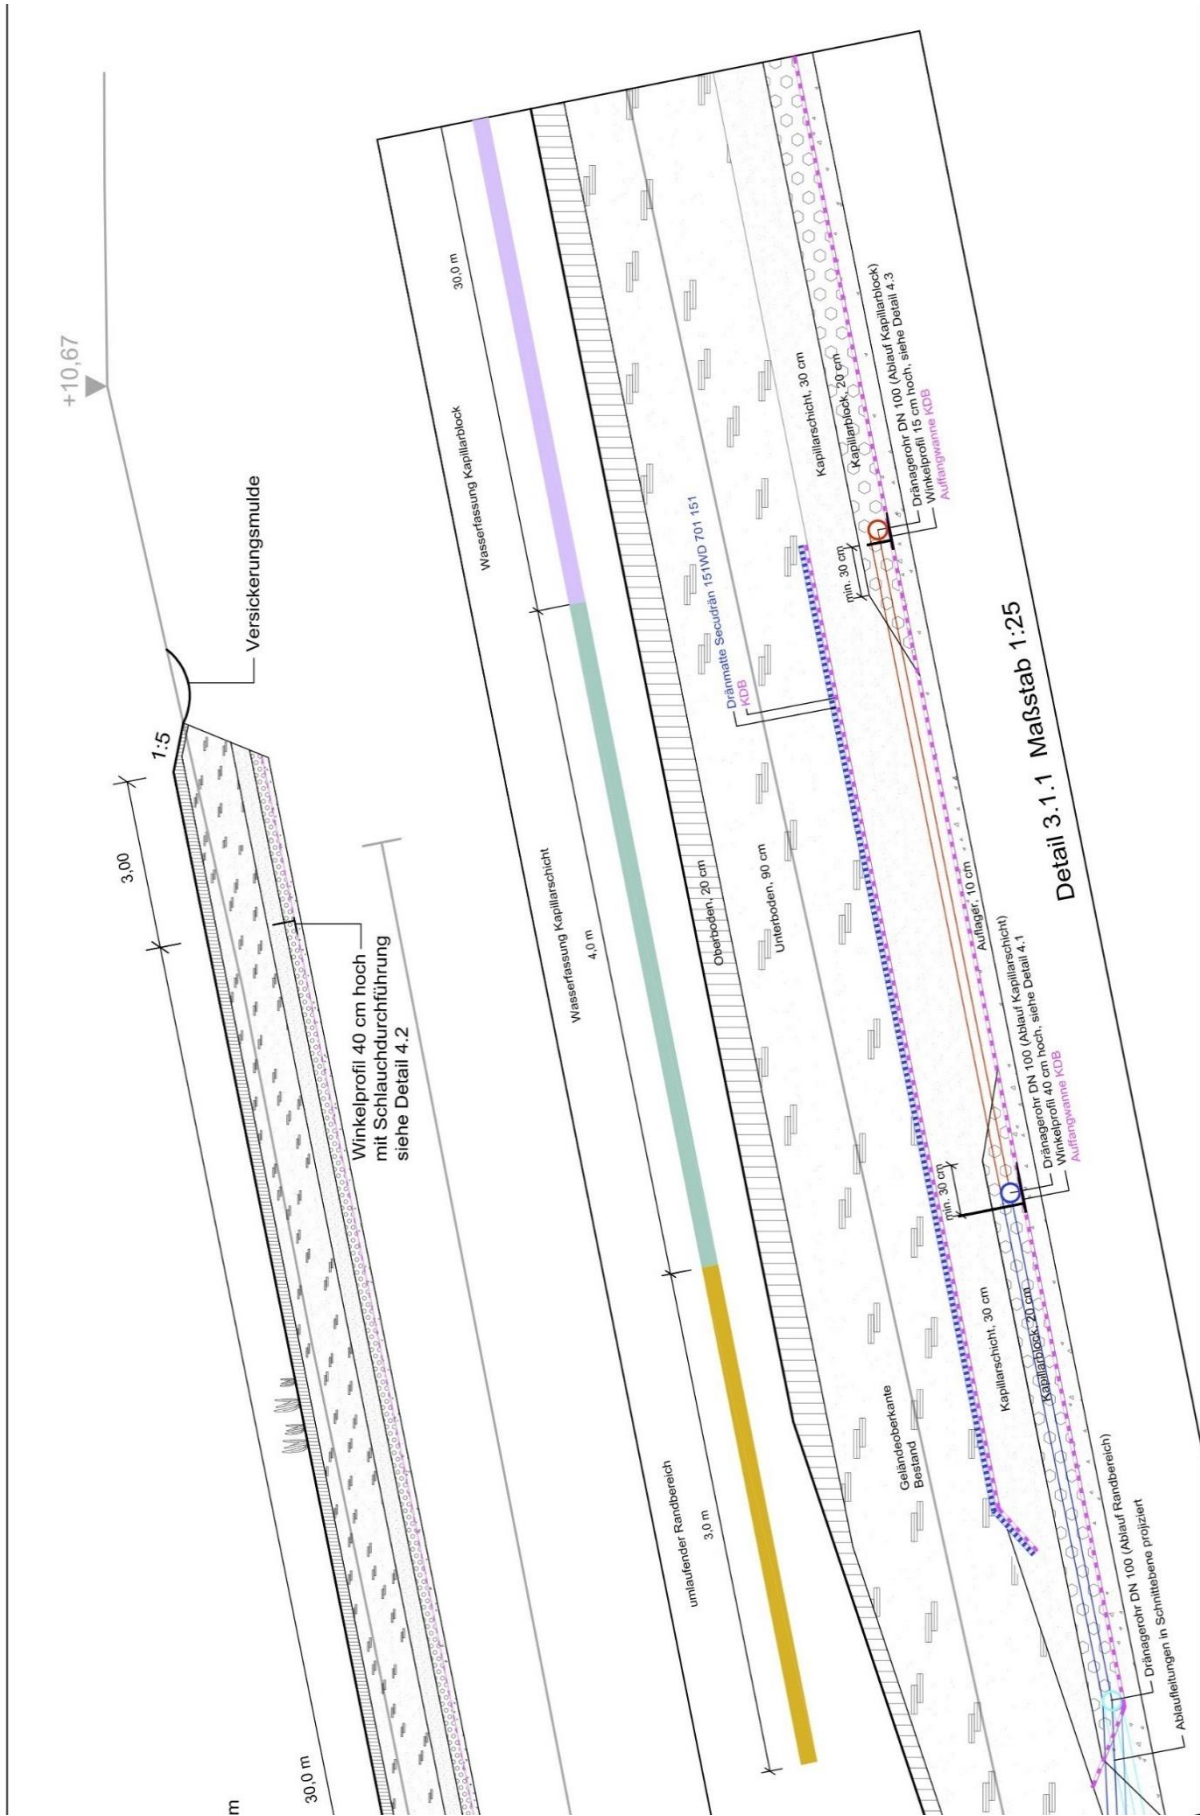 +10,67
Versickerungsmulde
1:5
3,00
Winkelprofil 40 cm hoch
mit Schlauchdurchführung
siehe Detail 4.2
30,0 m
m
30,0 m
Wasserfassung Kapillarblock
Wasserfassung Kapillarschicht
4,0 m
umlaufender Randbereich
3,0 m
Oberboden, 20 cm
Unterboden, 90 cm
Dränmatte Secudrän 151WD 701 151
KDB
Kapillarschicht, 30 cm
Kapillarblock, 20 cm
min. 30 cm
Dränagerohr DN 100 (Ablauf Kapillarblock)
Winkelprofil 15 cm hoch, siehe Detail 4.3
Auffangwanne KDB
Auflager, 10 cm
Detail 3.1.1 Maßstab 1:25
min. 30 cm
Dränagerohr DN 100 (Ablauf Kapillarschicht)
Winkelprofil 40 cm hoch, siehe Detail 4.1
Auffangwanne KDB
Kapillarschicht, 30 cm
Kapillarblock, 20 cm
Geländeoberkante
Bestand
Dränagerohr DN 100 (Ablauf Randbereich)
Ablaufleitungen in Schnittebene projiziert